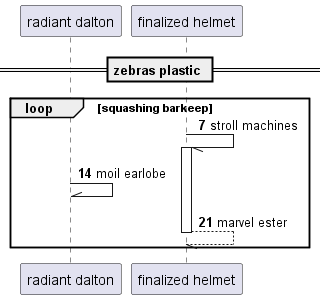 radiant dalton finalized helmet
zebras plastic
loop [squashing barkeep]
7 stroll machines
14 moil earlobe
21 marvel ester
radiant dalton finalized helmet